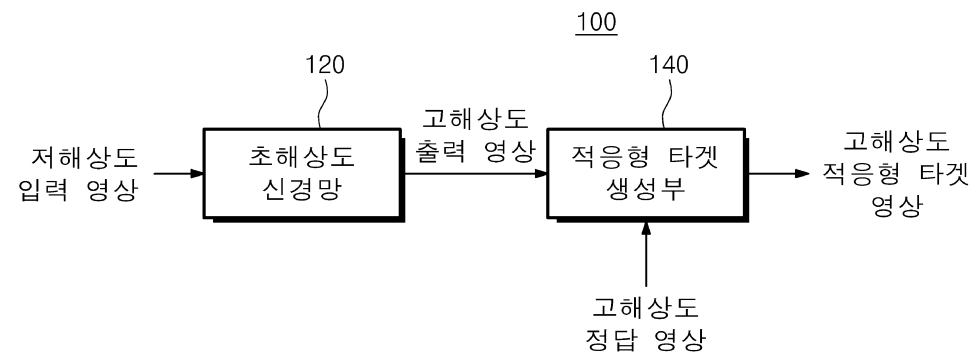 100
120
140
저해상도
입력 영상
초해상도
신경망
고해상도
출력 영상
적응형 타겟
생성부
고해상도
적응형 타겟
영상
고해상도
정답 영상